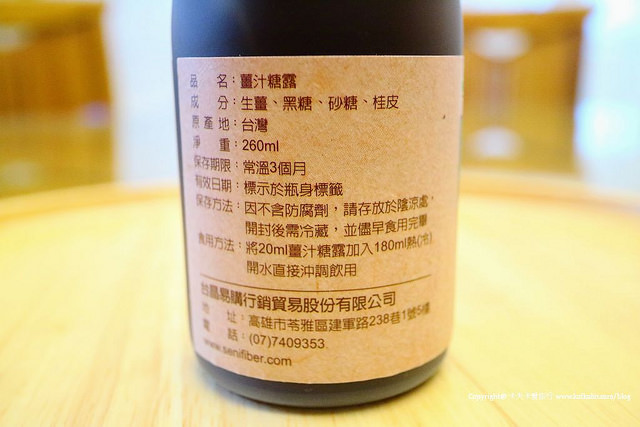 品 名：薑汁糖露
成 分：生薑、黑糖、砂糖、桂皮
原 產 地：台灣
淨 重：260ml
保存期限：常溫3個月
有效日期：標示於瓶身標籤
保存方法：因不含防腐劑，請存放於陰涼處，
開封後需冷藏，並儘早食用完畢
食用方法：將20ml薑汁糖露加入180ml熱(冷)
開水直接沖調飲用
台灣易購行銷貿易股份有限公司
地 址：高雄市苓雅區建軍路238巷1號5樓
電 話：(07)7409353
www.senifiber.com